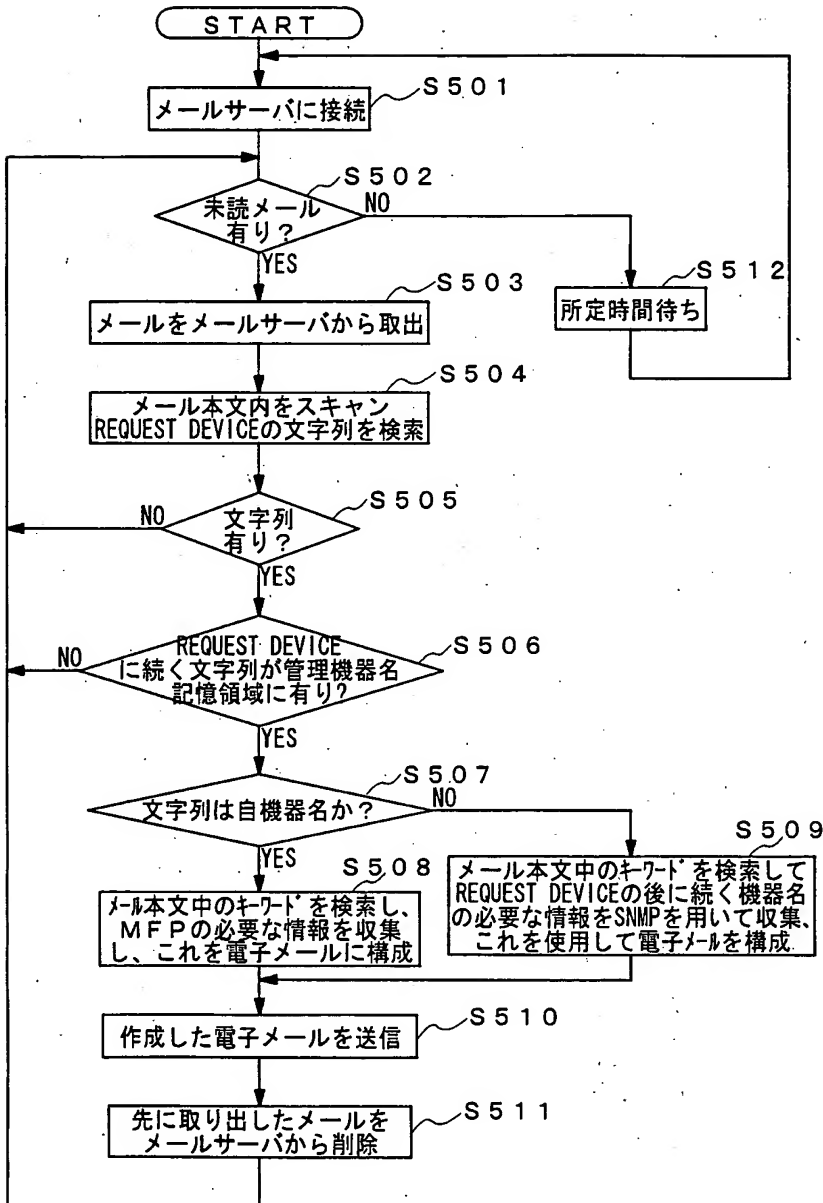 START
S501
メールサーバに接続
S502
未読メール
有り?
NO
YES
S512
所定時間待ち
S503
メールをメールサーバから取出
S504
メール本文内をスキャン
REQUEST DEVICEの文字列を検索
S505
NO
文字列
有り?
YES
S506
REQUEST DEVICE
に続く文字列が管理機器名
記憶領域に有り?
NO
YES
S507
文字列は自機器名か?
NO
YES
S508
メール本文中のキーワードを検索し、
MFPの必要な情報を収集
し、これを電子メールに構成
S509
メール本文中のキーワードを検索して
REQUEST DEVICEの後に続く機器名
の必要な情報をSNMPを用いて収集、
これを使用して電子メールを構成
S510
作成した電子メールを送信
S511
先に取り出したメールを
メールサーバから削除